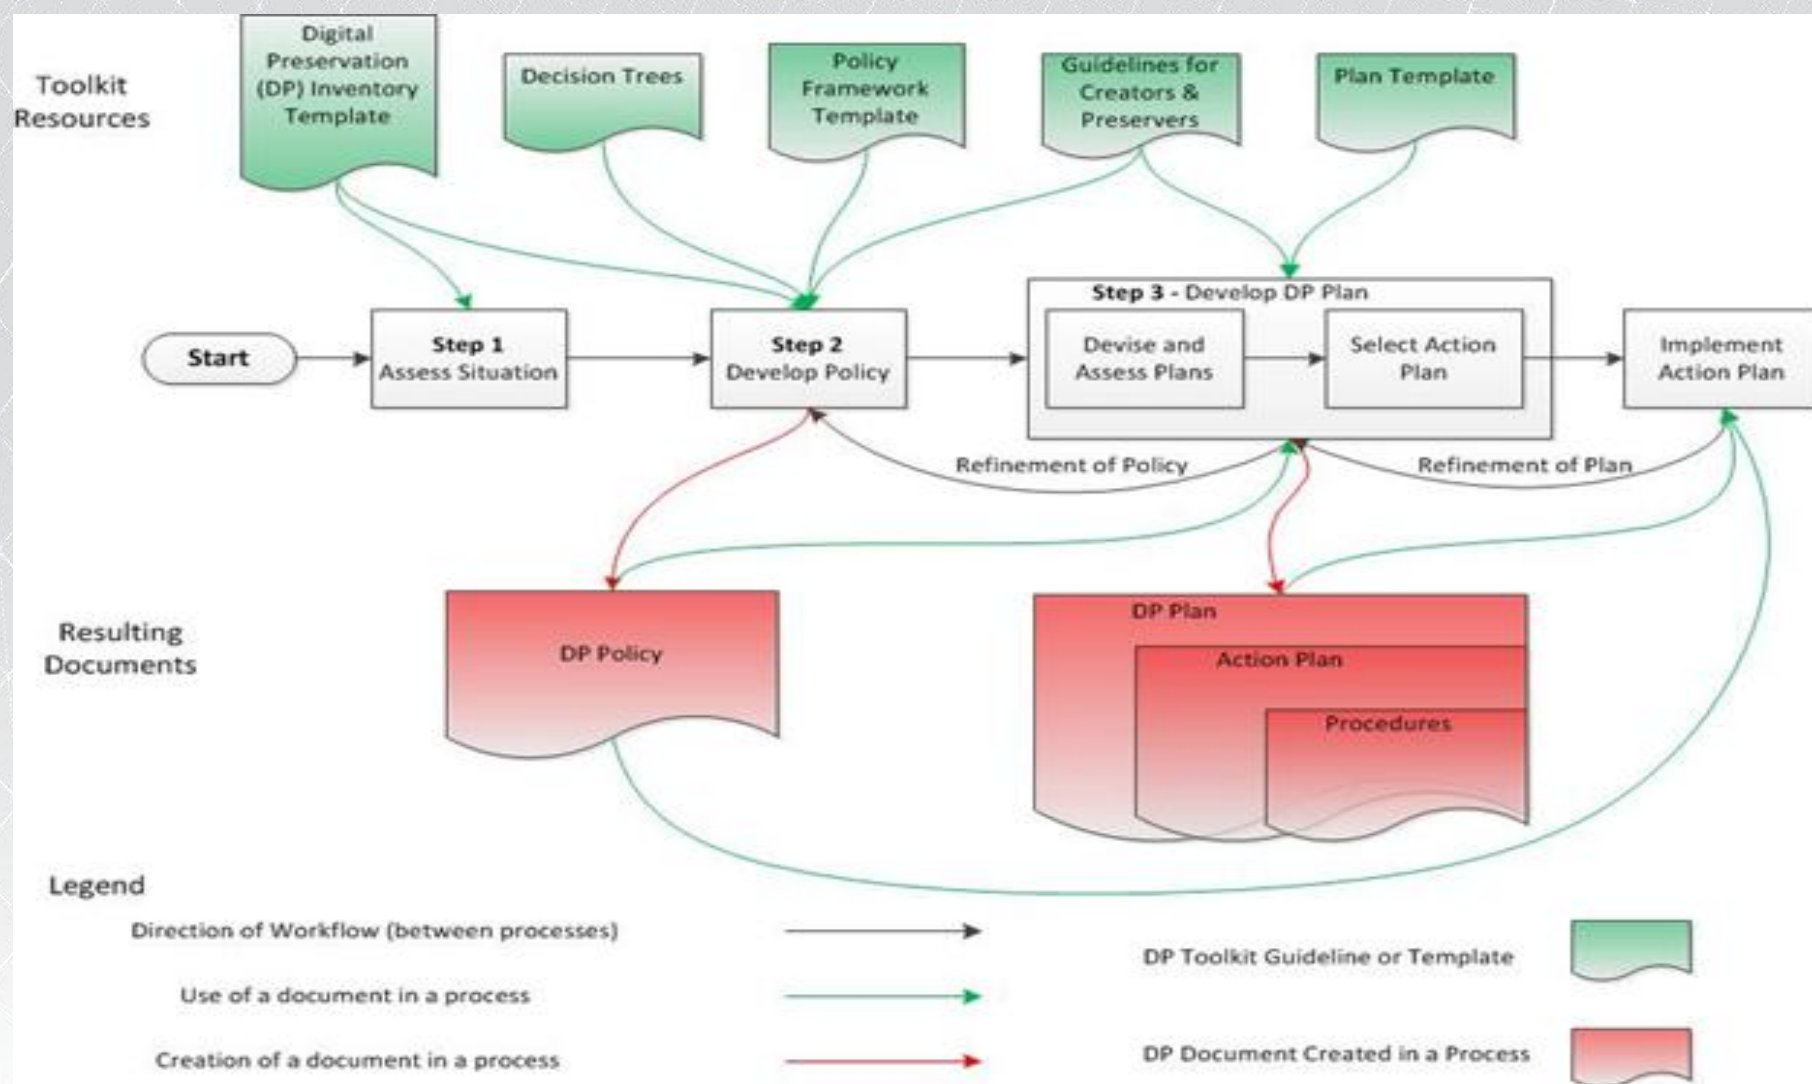 Toolkit
Resources
Digital
Preservation
(DP) Inventory
Template
Decision Trees
Policy
Framework
Template
Guidelines for
Creators &
Preservers
Plan Template
Start
Step 1
Assess Situation
Step 2
Develop Policy
Step 3 - Develop DP Plan
Devise and
Assess Plans
Select Action
Plan
Implement
Action Plan
Refinement of Policy
Refinement of Plan
Resulting
Documents
DP Policy
DP Plan
Action Plan
Procedures
Legend
Direction of Workflow (between processes)
Use of a document in a process
Creation of a document in a process
DP Toolkit Guideline or Template
DP Document Created in a Process